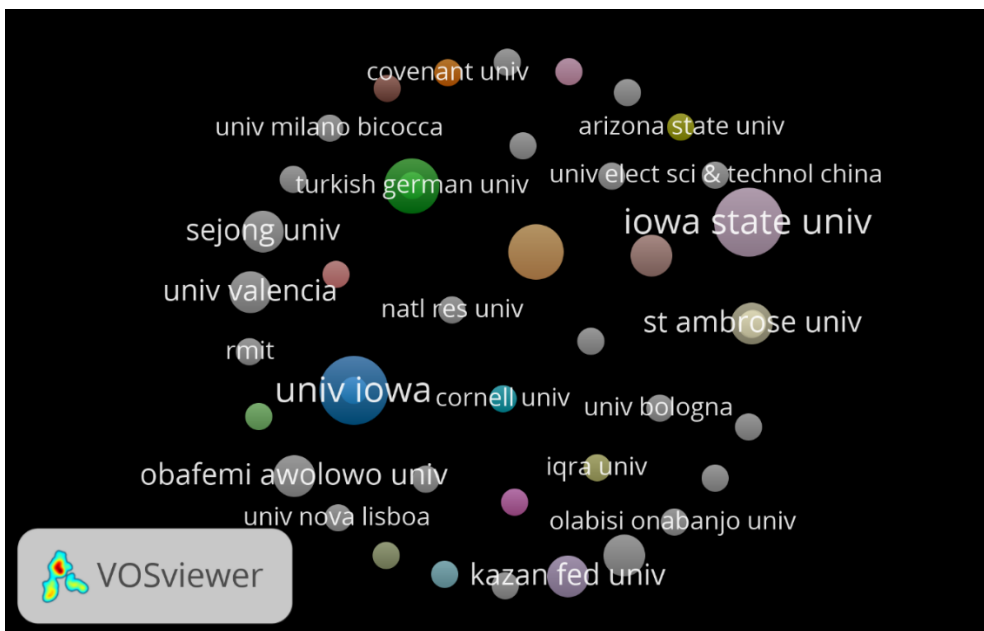 covenant univ
univ milano bicocca
arizona state univ
turkish german univ
univ elect sci & technol china
iowa state univ
sejong univ
univ valencia
natl res univ
st ambrose univ
rmit
univ iowa
cornell univ
univ bologna
obafemi awolowo univ
iqra univ
univ nova lisboa
olabisi onabanjo univ
kazan fed univ
VOSviewer